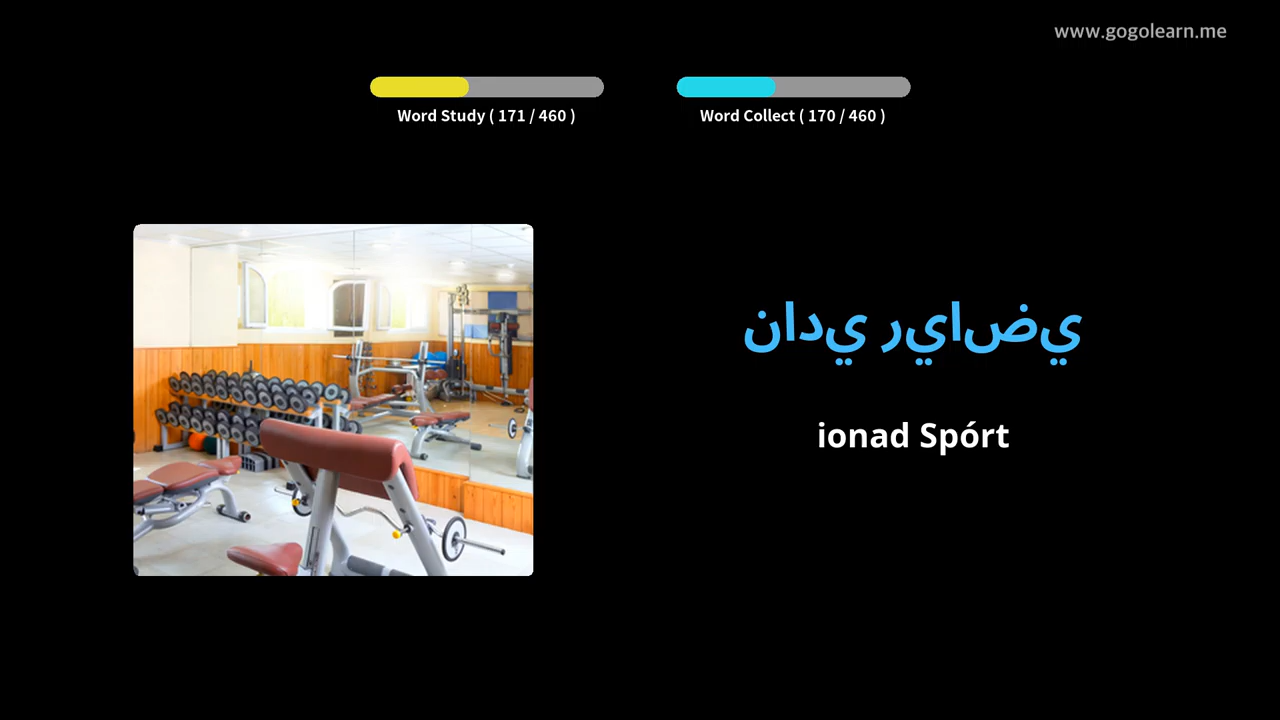 www.gogolearn.me
Word Study ( 171 / 460 )
Word Collect ( 170 / 460 )
نادي رياضي
ionad Spórt